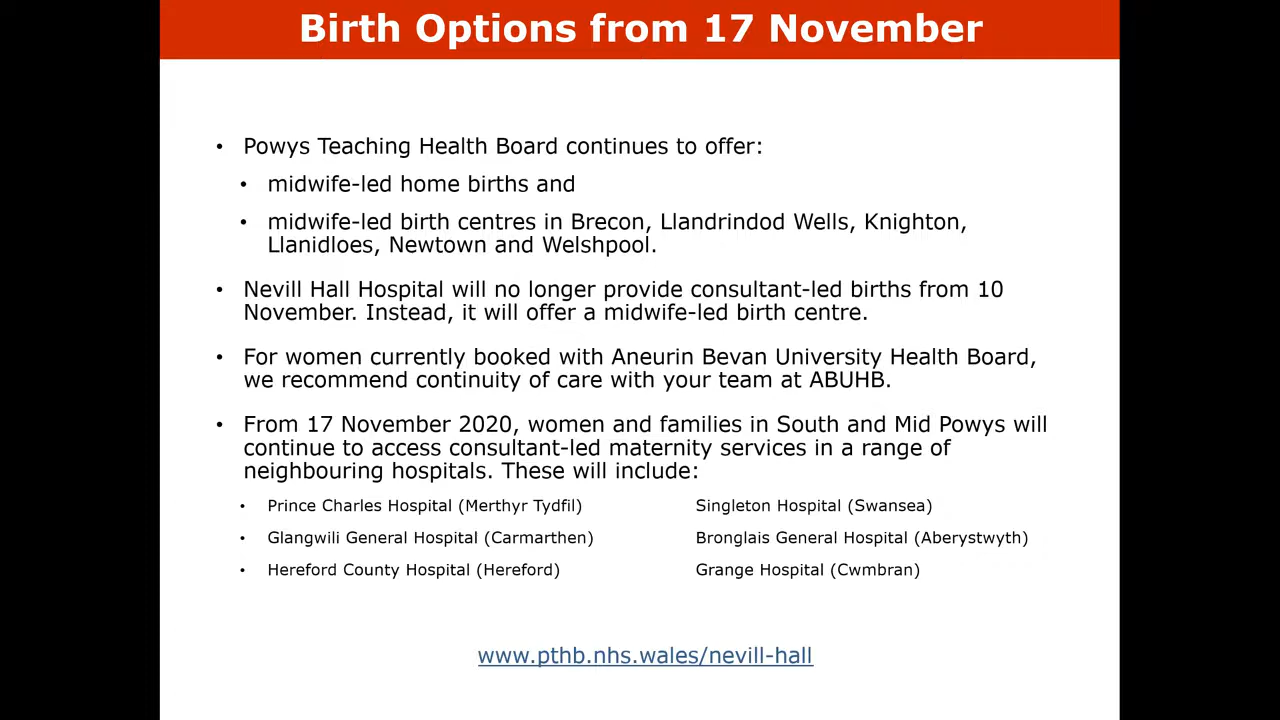 Birth Options from 17 November
• Powys Teaching Health Board continues to offer:
• midwife-led home births and
• midwife-led birth centres in Brecon, Llandrindod Wells, Knighton,
Llanidloes, Newtown and Welshpool.
• Nevill Hall Hospital will no longer provide consultant-led births from 10
November. Instead, it will offer a midwife-led birth centre.
• For women currently booked with Aneurin Bevan University Health Board,
we recommend continuity of care with your team at ABUHB.
• From 17 November 2020, women and families in South and Mid Powys will
continue to access consultant-led maternity services in a range of
neighbouring hospitals. These will include:
• Prince Charles Hospital (Merthyr Tydfil) Singleton Hospital (Swansea)
• Glangwili General Hospital (Carmarthen) Bronglais General Hospital (Aberystwyth)
• Hereford County Hospital (Hereford) Grange Hospital (Cwmbran)
www.pthb.nhs.wales/nevill-hall